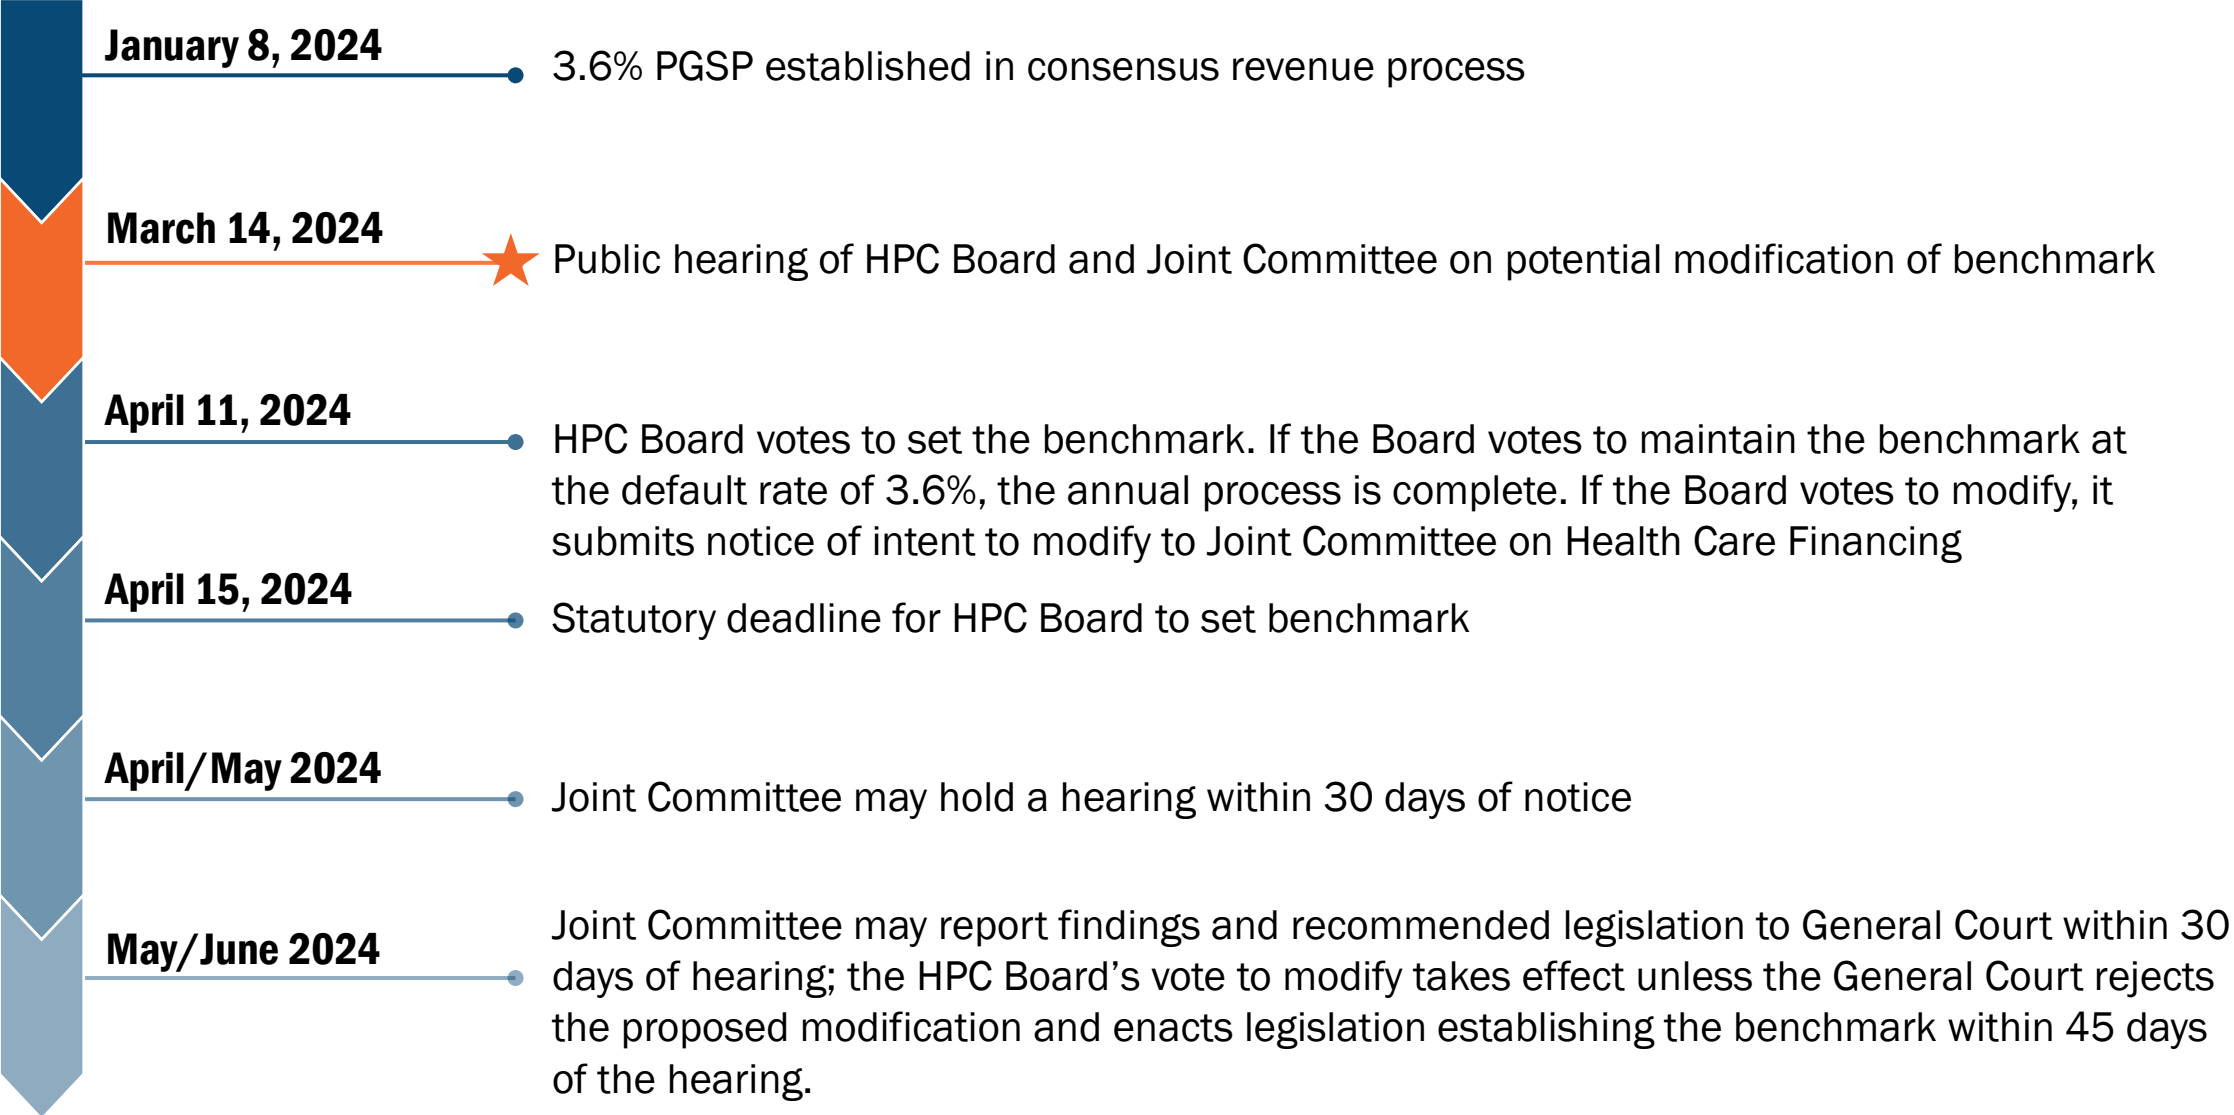 January 8, 2024
3.6% PGSP established in consensus revenue process
March 14, 2024
Public hearing of HPC Board and Joint Committee on potential modification of benchmark
April 11, 2024
HPC Board votes to set the benchmark. If the Board votes to maintain the benchmark at
the default rate of 3.6%, the annual process is complete. If the Board votes to modify, it
submits notice of intent to modify to Joint Committee on Health Care Financing
April 15, 2024
Statutory deadline for HPC Board to set benchmark
April/May 2024
Joint Committee may hold a hearing within 30 days of notice
May/June 2024
Joint Committee may report findings and recommended legislation to General Court within 30
days of hearing; the HPC Board’s vote to modify takes effect unless the General Court rejects
the proposed modification and enacts legislation establishing the benchmark within 45 days
of the hearing.